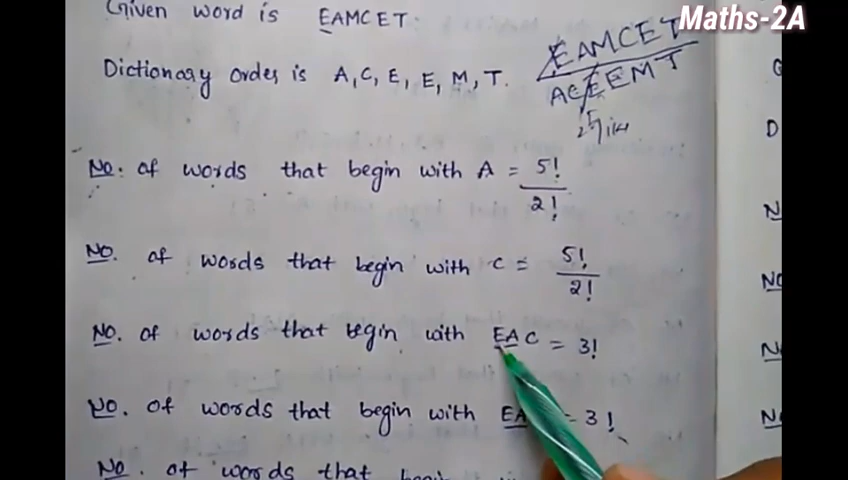 Maths-2A
Given word is EAMCET.
EAMCET
Dictionary order is A, C, E, E, M, T.
ACEEMT
No. of words that begin with A = 5!
2!
No. of words that begin with C = 5!
2!
No. of words that begin with EAC = 3!
No. of words that begin with EA = 3!
No. of words that